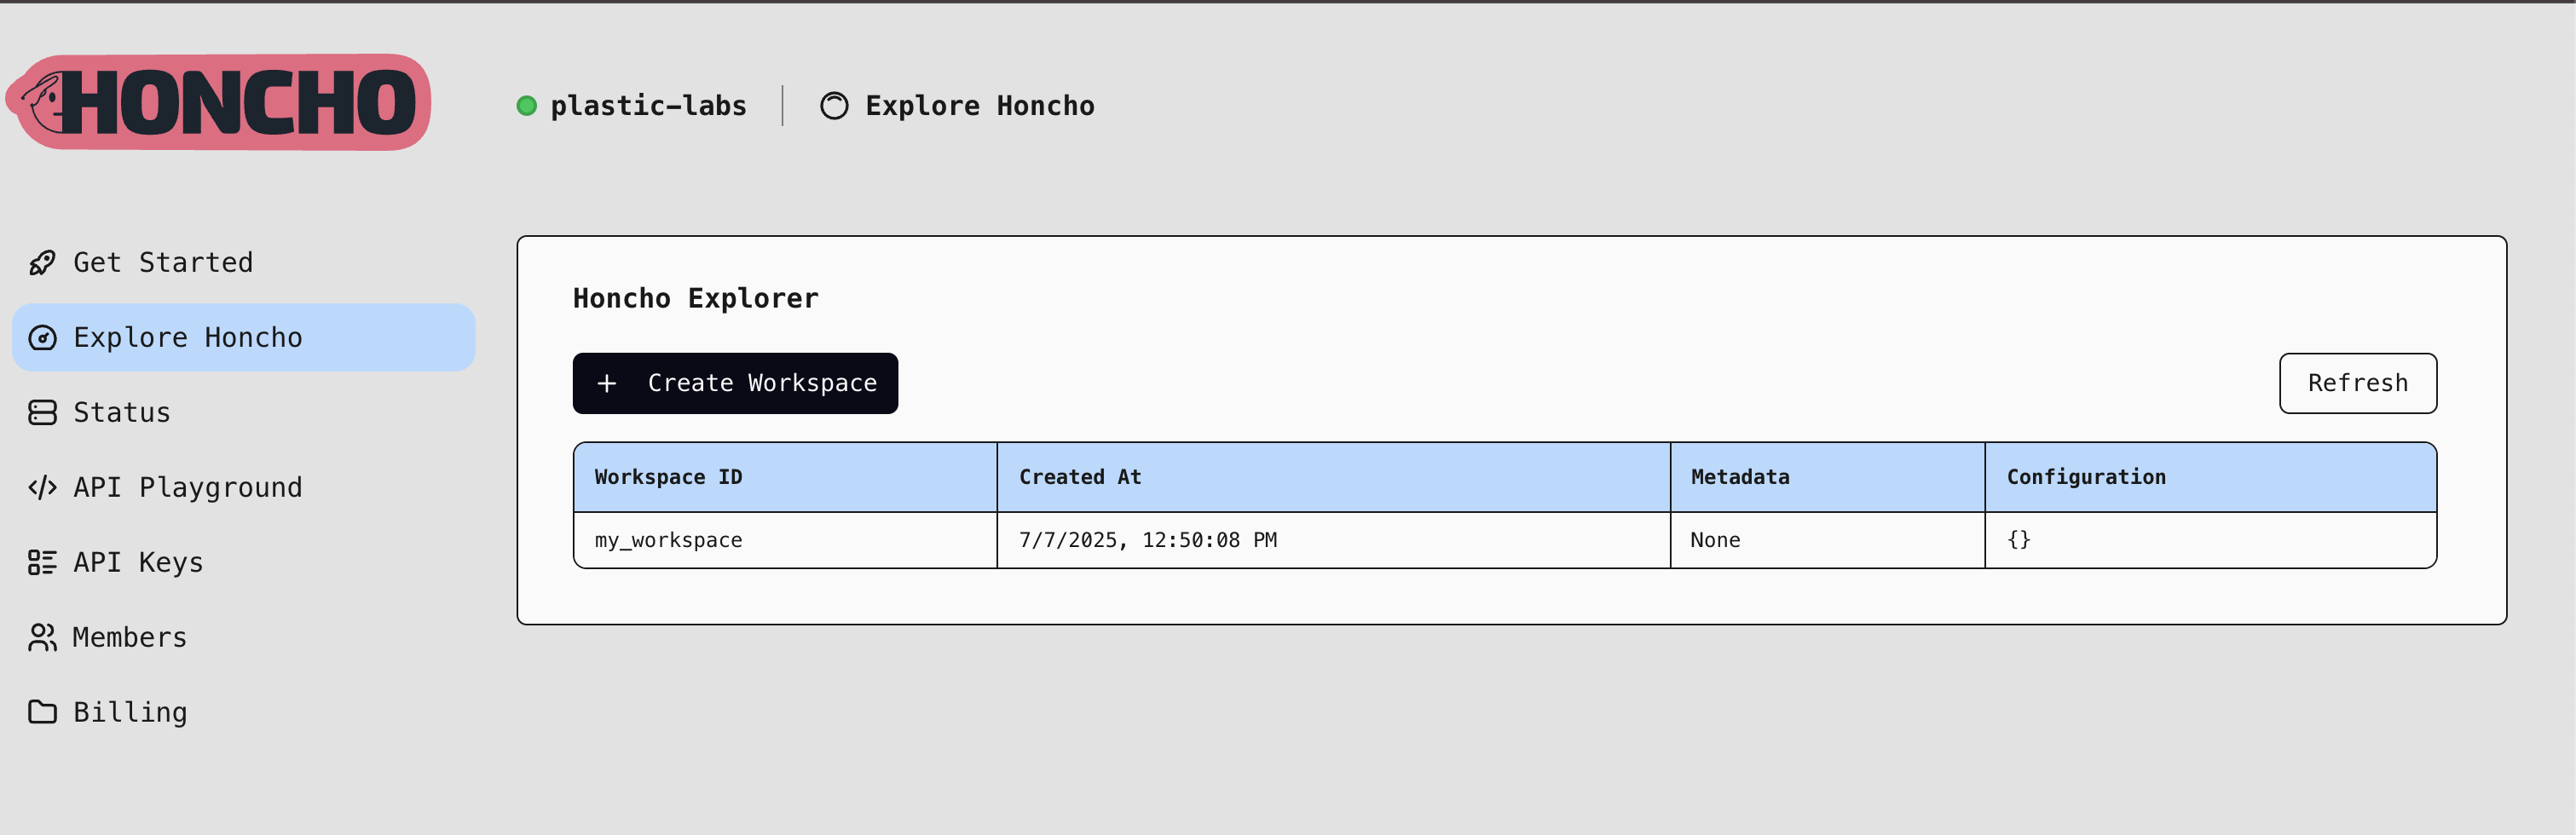 HONCHO
plastic-labs
Explore Honcho
Get Started
Explore Honcho
Status
API Playground
API Keys
Members
Billing
Honcho Explorer
+ Create Workspace
Refresh
Workspace ID Created At Metadata Configuration
my_workspace 7/7/2025, 12:50:08 PM None {}